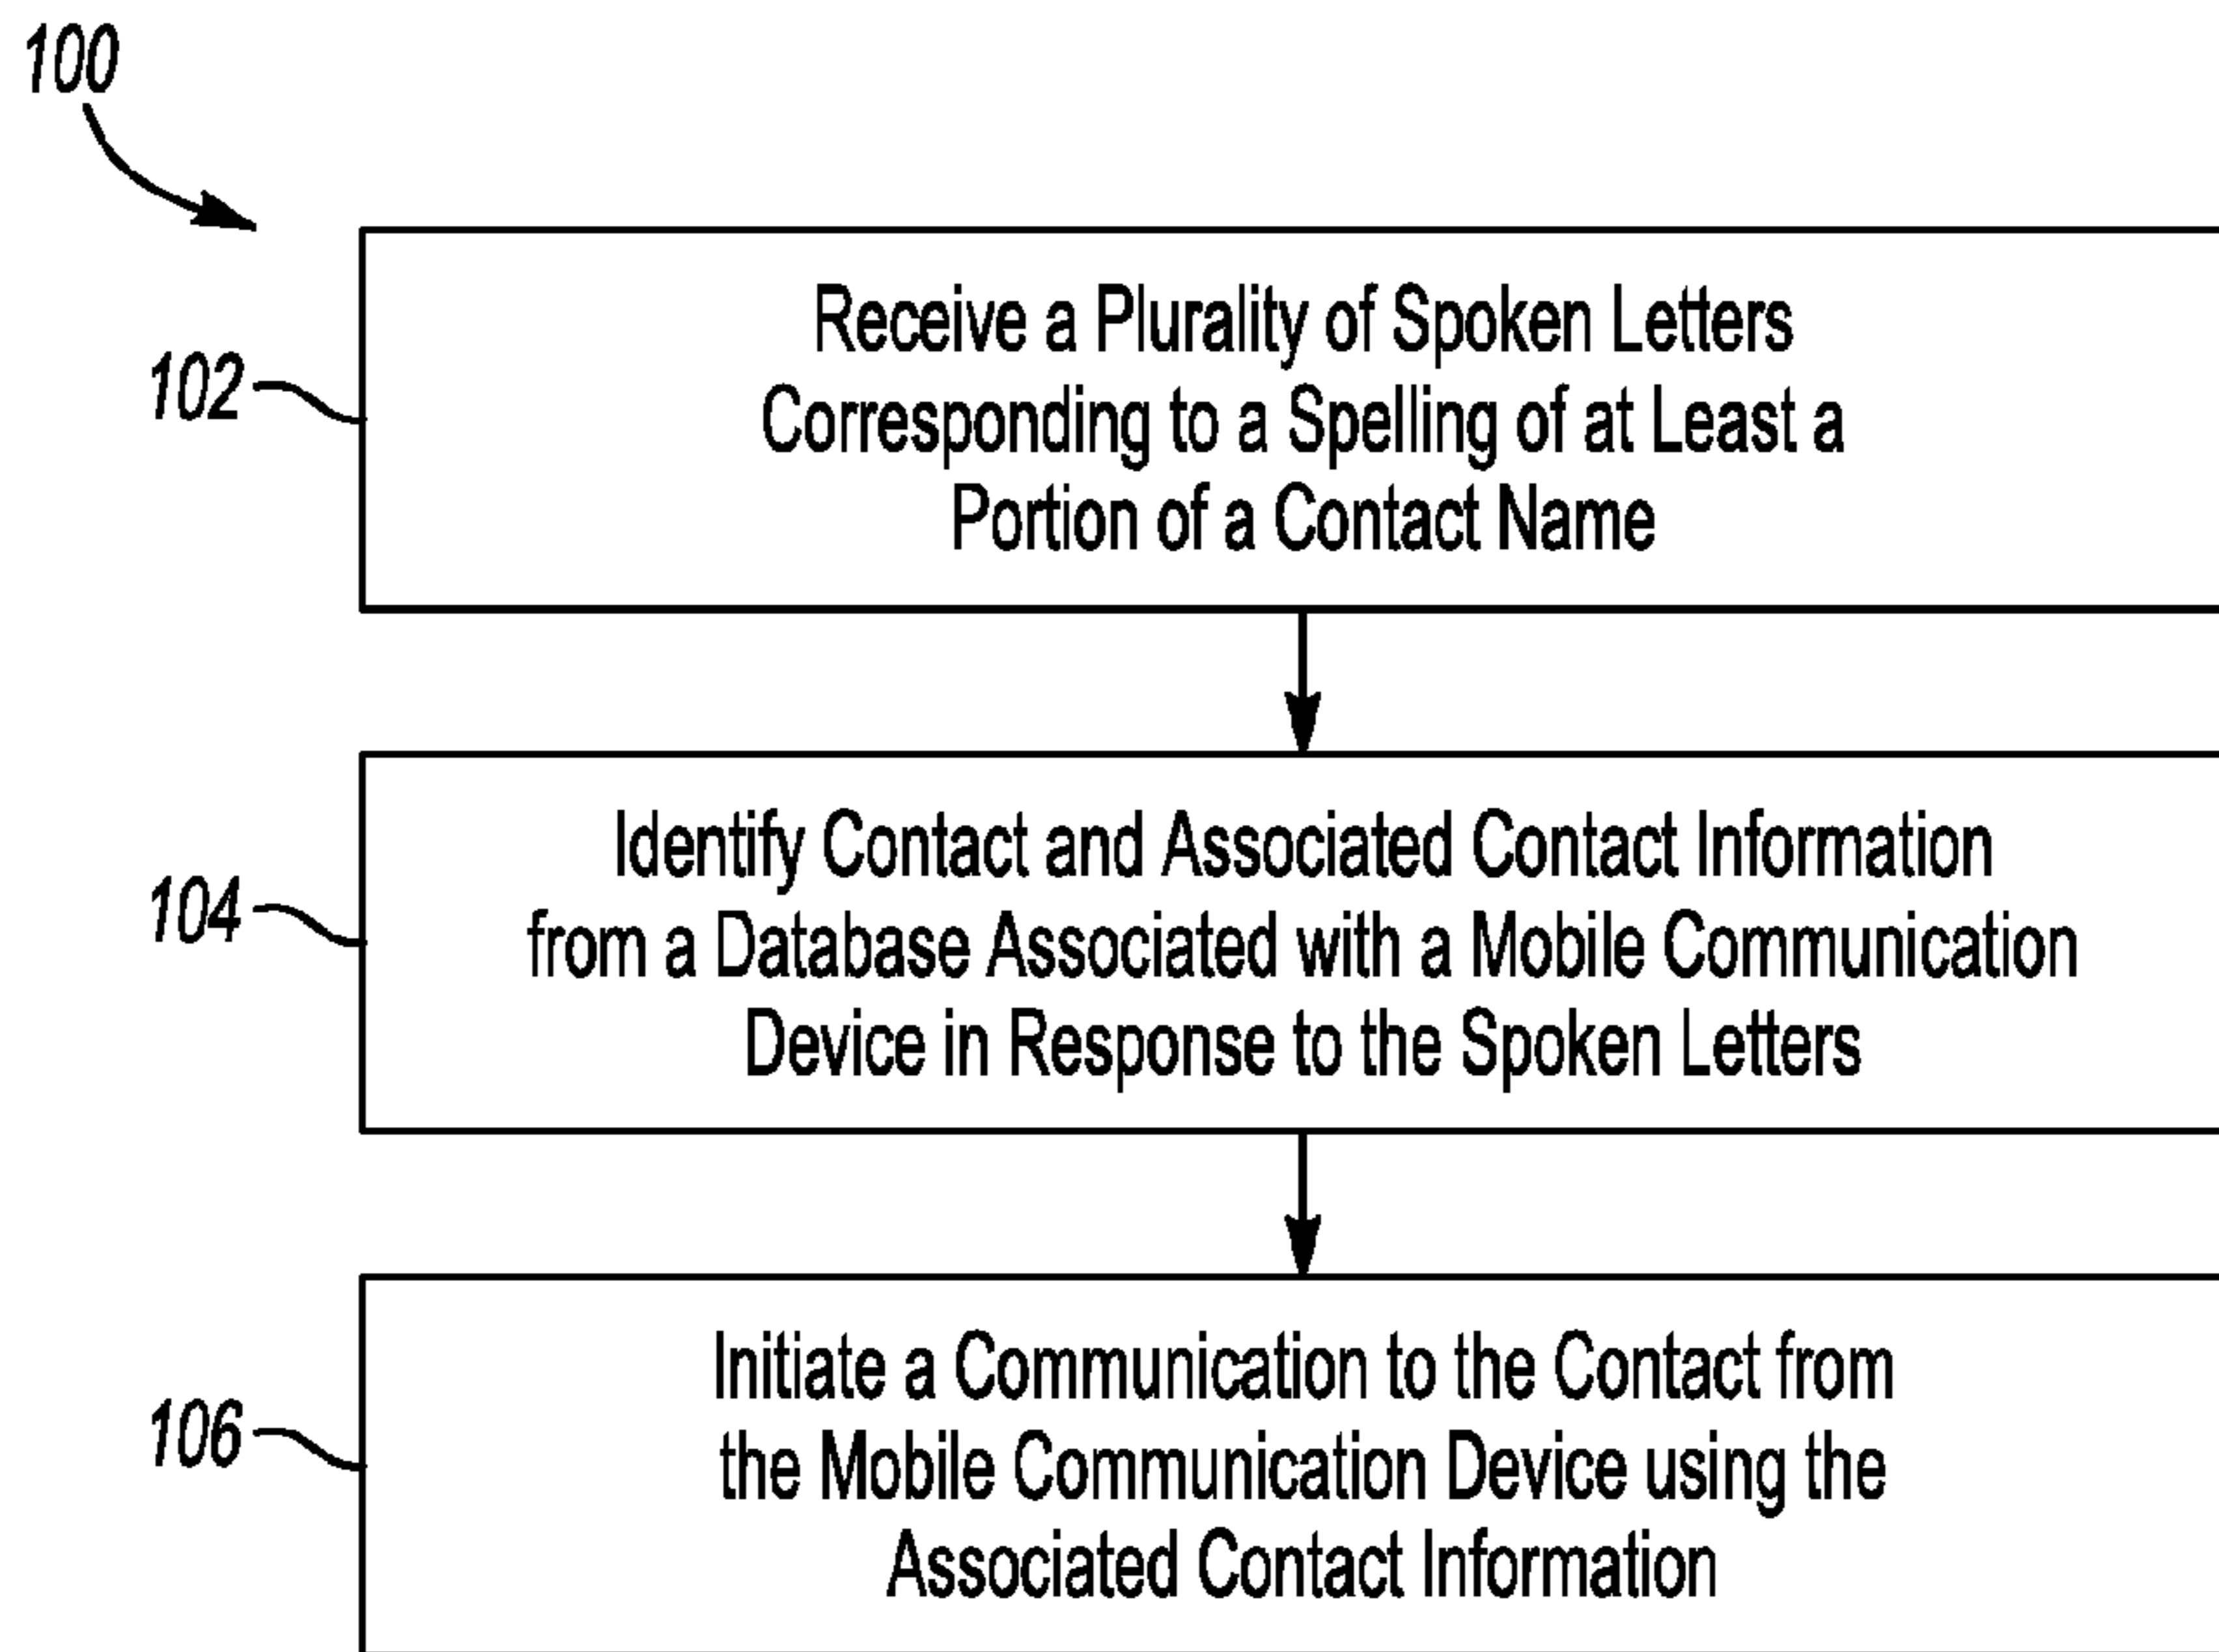 100
102
Receive a Plurality of Spoken Letters
Corresponding to a Spelling of at Least a
Portion of a Contact Name
104
Identify Contact and Associated Contact Information
from a Database Associated with a Mobile Communication
Device in Response to the Spoken Letters
106
Initiate a Communication to the Contact from
the Mobile Communication Device using the
Associated Contact Information